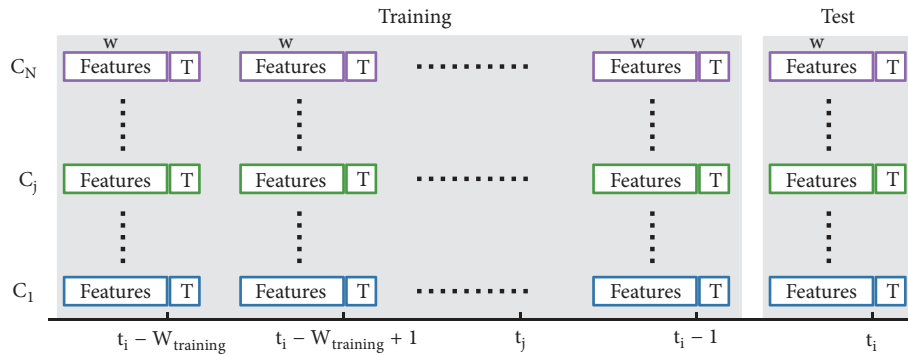 Training Test
w w w w
C_N Features T Features T Features T Features T
C_j Features T Features T Features T Features T
C_1 Features T Features T Features T Features T
t_i − W_training t_i − W_training + 1 t_j t_i − 1 t_i